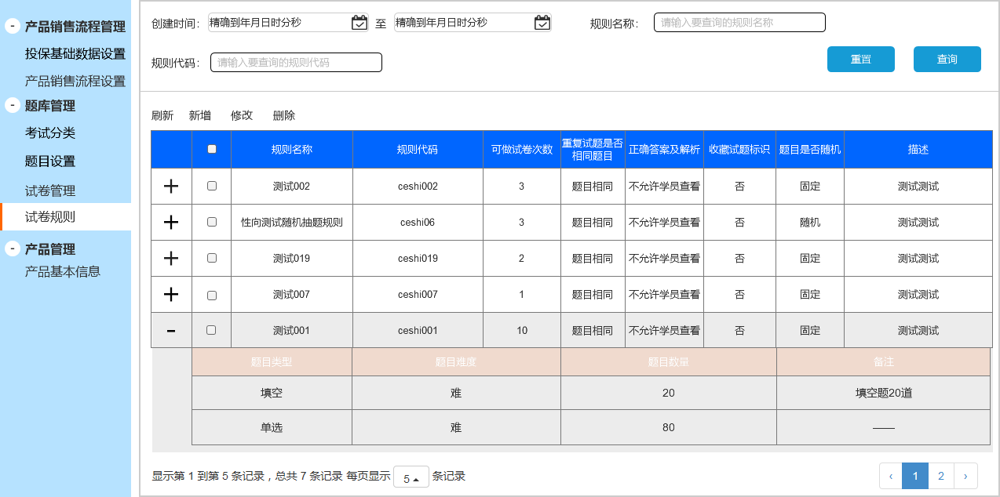 - 产品销售流程管理
投保基础数据设置
产品销售流程设置
- 题库管理
考试分类
题目设置
试卷管理
试卷规则
- 产品管理
产品基本信息
创建时间： 精确到年月日时分秒 至 精确到年月日时分秒 规则名称： 请输入要查询的规则名称
规则代码： 请输入要查询的规则代码 重置 查询
刷新 新增 修改 删除
规则名称 规则代码 可做试卷次数 重复试题是否相同题目 正确答案及解析 收藏试题标识 题目是否随机 描述
+ 测试002 ceshi002 3 题目相同 不允许学员查看 否 固定 测试测试
+ 性向测试随机抽题规则 ceshi06 3 题目相同 不允许学员查看 否 随机 测试测试
+ 测试019 ceshi019 2 题目相同 不允许学员查看 否 固定 测试测试
+ 测试007 ceshi007 1 题目相同 不允许学员查看 否 固定 测试测试
- 测试001 ceshi001 10 题目相同 不允许学员查看 否 固定 测试测试
题目类型 题目难度 题目数量 备注
填空 难 20 填空题20道
单选 难 80 ——
显示第 1 到第 5 条记录，总共 7 条记录 每页显示 5 条记录 ‹ 1 2 ›